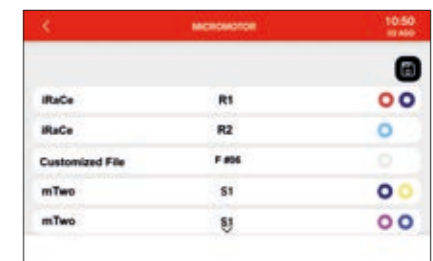 MICROMOTOR 10:50
iRaCe R1
iRaCe R2
Customized File F #06
mTwo S1
mTwo S1